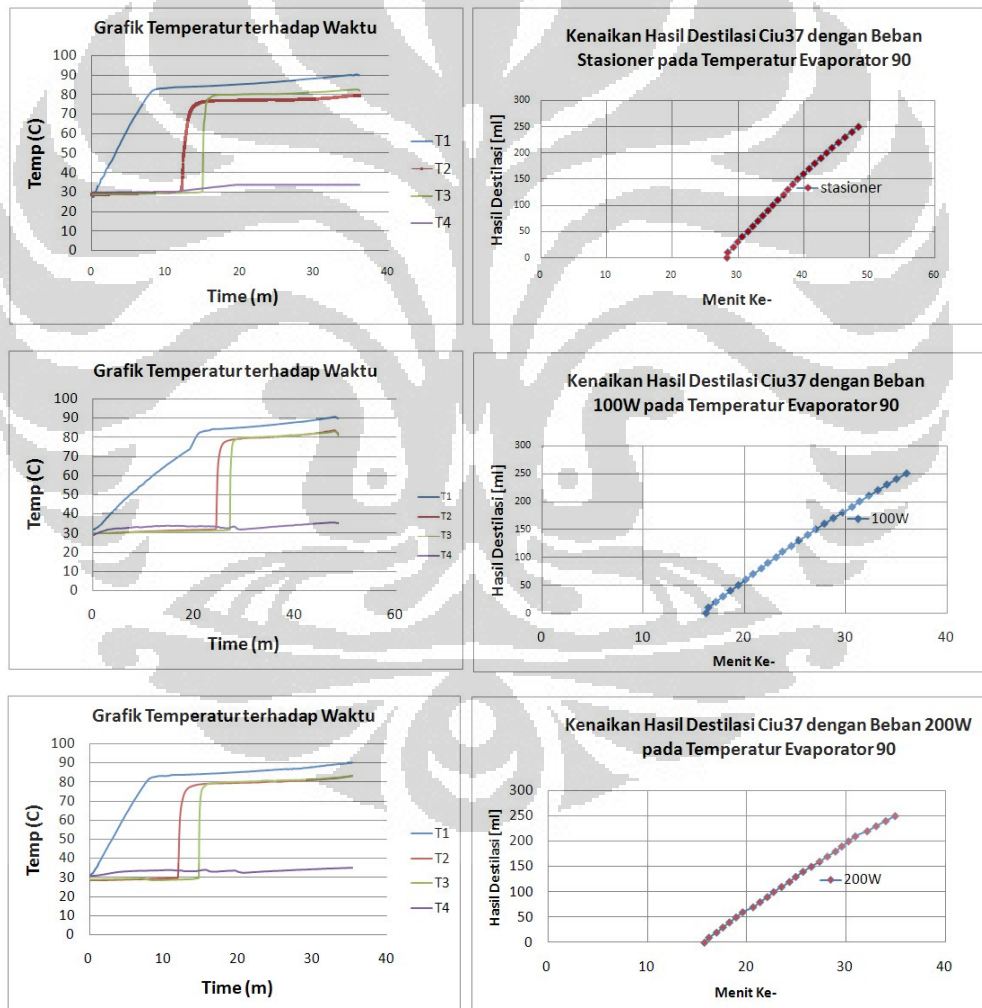 Grafik Temperatur terhadap Waktu
Temp (C)
100
90
80
70
60
50
40
30
20
10
0
0 10 20 30 40
Time (m)
T1
T2
T3
T4
Kenaikan Hasil Destilasi Ciu37 dengan Beban
Stasioner pada Temperatur Evaporator 90
Hasil Destilasi [ml]
300
250
200
150
100
50
0
0 10 20 30 40 50 60
stasioner
Menit Ke-
Grafik Temperatur terhadap Waktu
Temp (C)
100
90
80
70
60
50
40
30
20
10
0
0 20 40 60
Time (m)
T1
T2
T3
T4
Kenaikan Hasil Destilasi Ciu37 dengan Beban
100W pada Temperatur Evaporator 90
Hasil Destilasi [ml]
300
250
200
150
100
50
0
0 10 20 30 40
100W
Menit Ke-
Grafik Temperatur terhadap Waktu
Temp (C)
100
90
80
70
60
50
40
30
20
10
0
0 10 20 30 40
Time (m)
T1
T2
T3
T4
Kenaikan Hasil Destilasi Ciu37 dengan Beban 200W
pada Temperatur Evaporator 90
Hasil Destilasi [ml]
300
250
200
150
100
50
0
0 10 20 30 40
200W
Menit Ke-